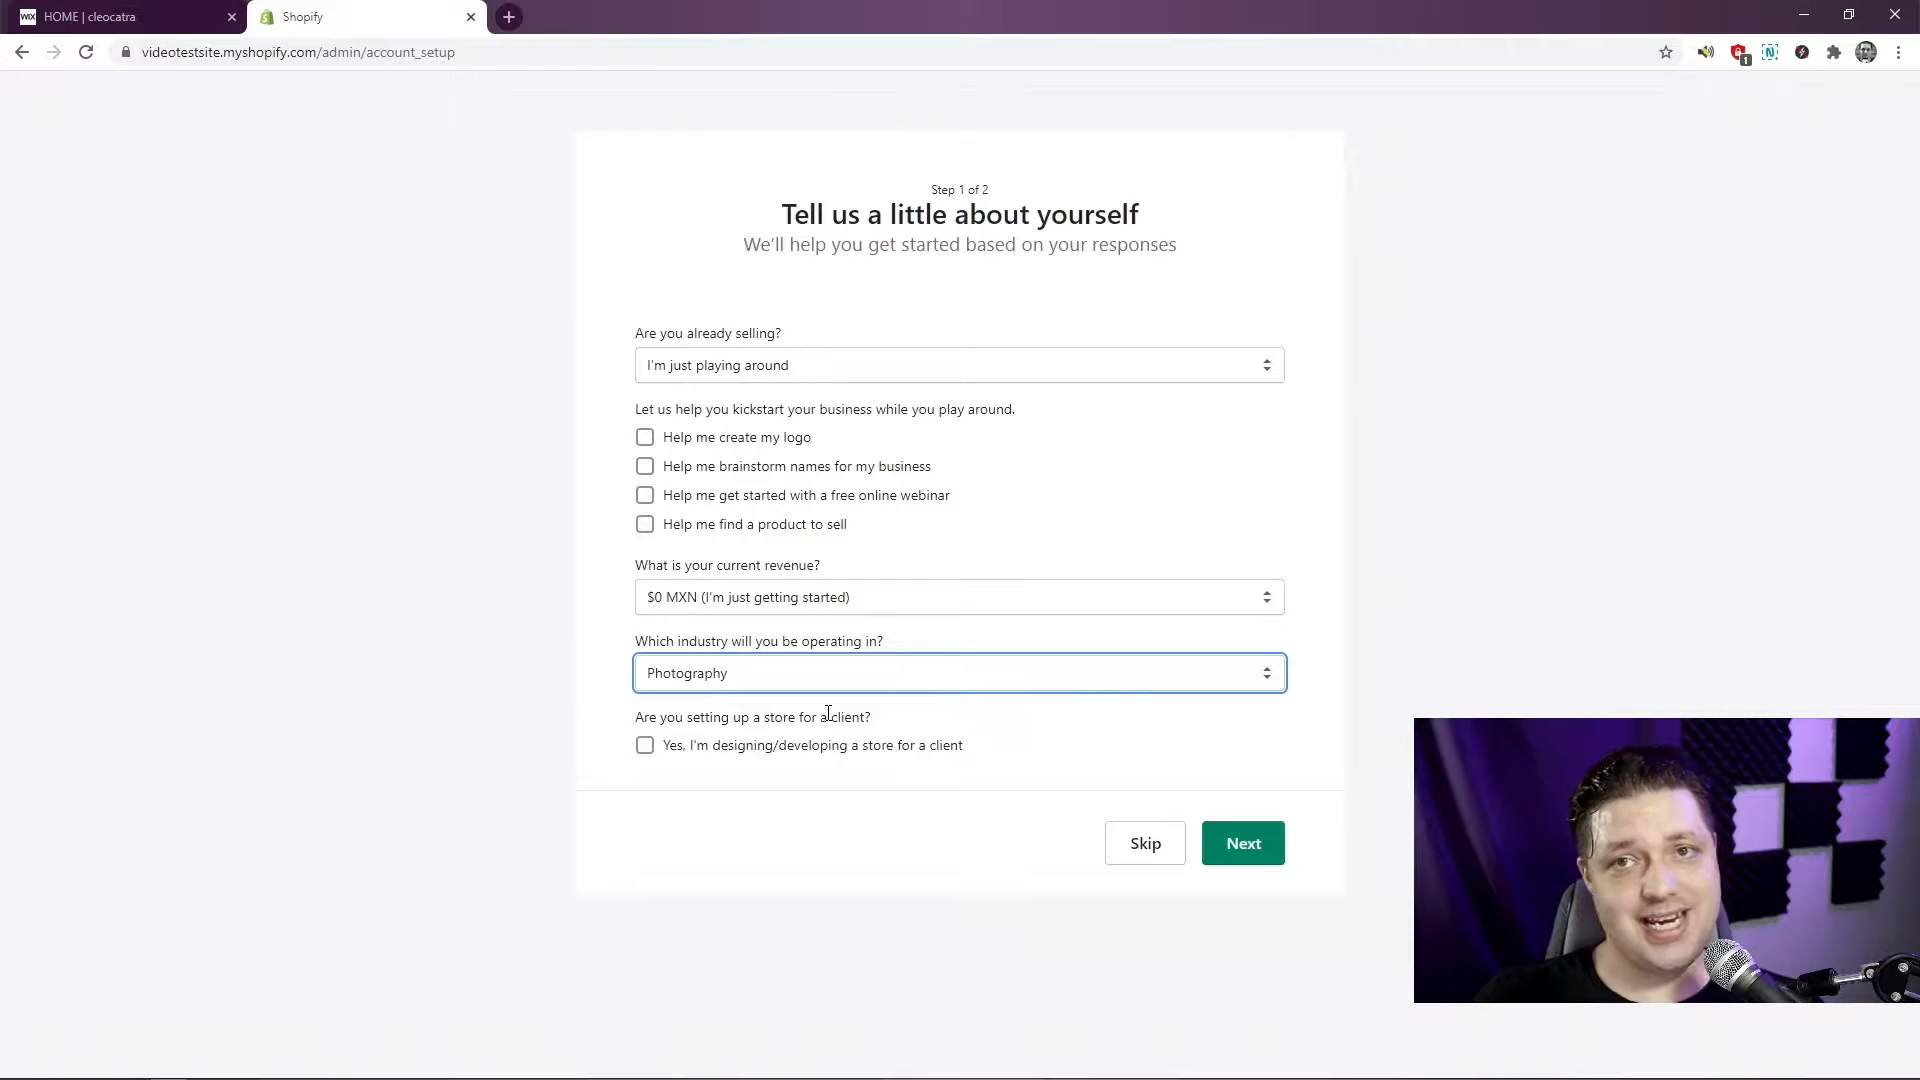 WIX HOME | cleocatra
Shopify
videotestsite.myshopify.com/admin/account_setup
1
Step 1 of 2
Tell us a little about yourself
We'll help you get started based on your responses
Are you already selling?
I'm just playing around
Let us help you kickstart your business while you play around.
Help me create my logo
Help me brainstorm names for my business
Help me get started with a free online webinar
Help me find a product to sell
What is your current revenue?
$0 MXN (I'm just getting started)
Which industry will you be operating in?
Photography
Are you setting up a store for a client?
Yes, I'm designing/developing a store for a client
Skip
Next